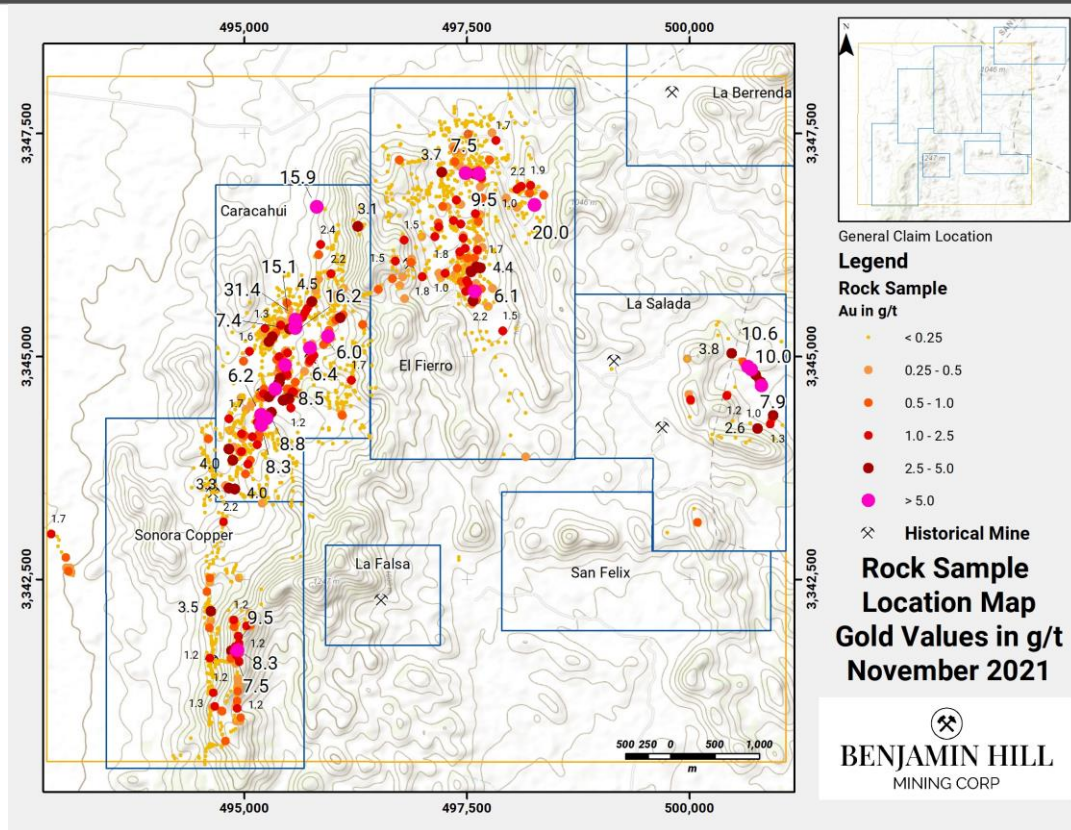 495,000
497,500
500,000
3,347,500
3,345,000
3,342,500
La Berrenda
1.7
7.5
3.7
15.9
2.2
1.9
Caracahui
3.1
9.5
1.0
1046 m
20.0
2.4
1.5
2.2
1.5
1.8
1.7
15.1
4.5
4.4
31.4
16.2
1.8
1.0
6.1
La Salada
7.4
1.3
2.2
1.5
10.6
1.6
6.0
3.8
10.0
El Fierro
6.2
6.4
1.7
1.7
8.5
1.2
1.0
7.9
1.2
2.6
1.3
8.8
4.0
8.3
3.3
4.0
2.2
1.7
Sonora Copper
La Falsa
San Felix
3.5
1.2
9.5
1.2
1.2
8.3
1.2
7.5
1.3
1.2
500 250 0 500 1,000
m
495,000
497,500
500,000
3,347,500
3,345,000
3,342,500
N
1046 m
General Claim Location
Legend
Rock Sample
Au in g/t
< 0.25
0.25 - 0.5
0.5 - 1.0
1.0 - 2.5
2.5 - 5.0
> 5.0
Historical Mine
Rock Sample
Location Map
Gold Values in g/t
November 2021
BENJAMIN HILL
MINING CORP